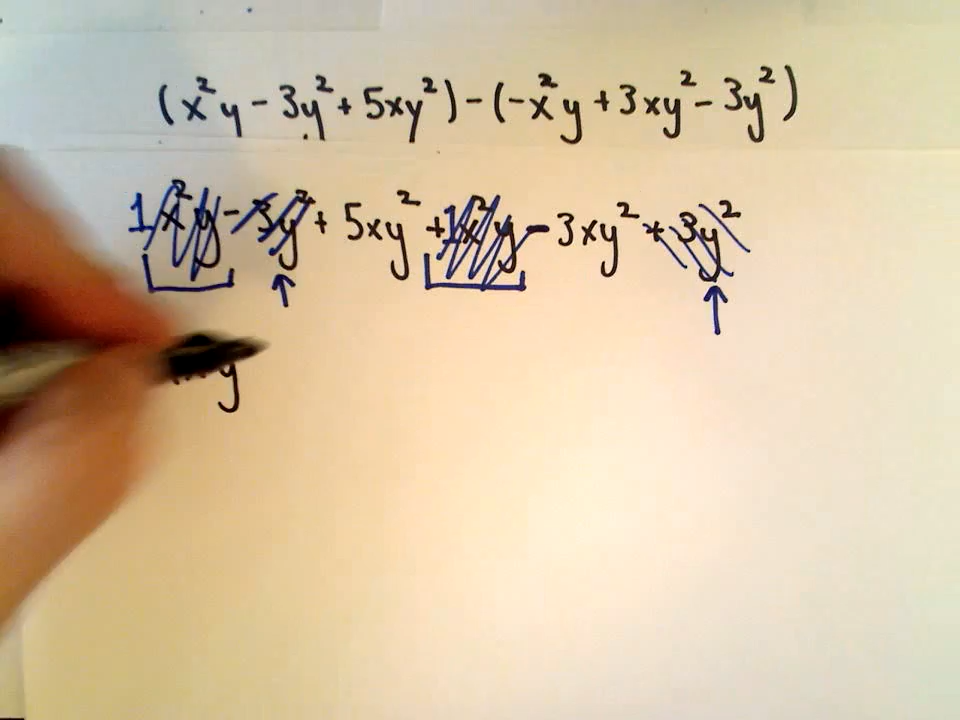 (x²y - 3y² + 5xy²) - (-x²y + 3xy² - 3y²)
1x²y - 3y² + 5xy² + 1x²y - 3xy² + 3y²
y